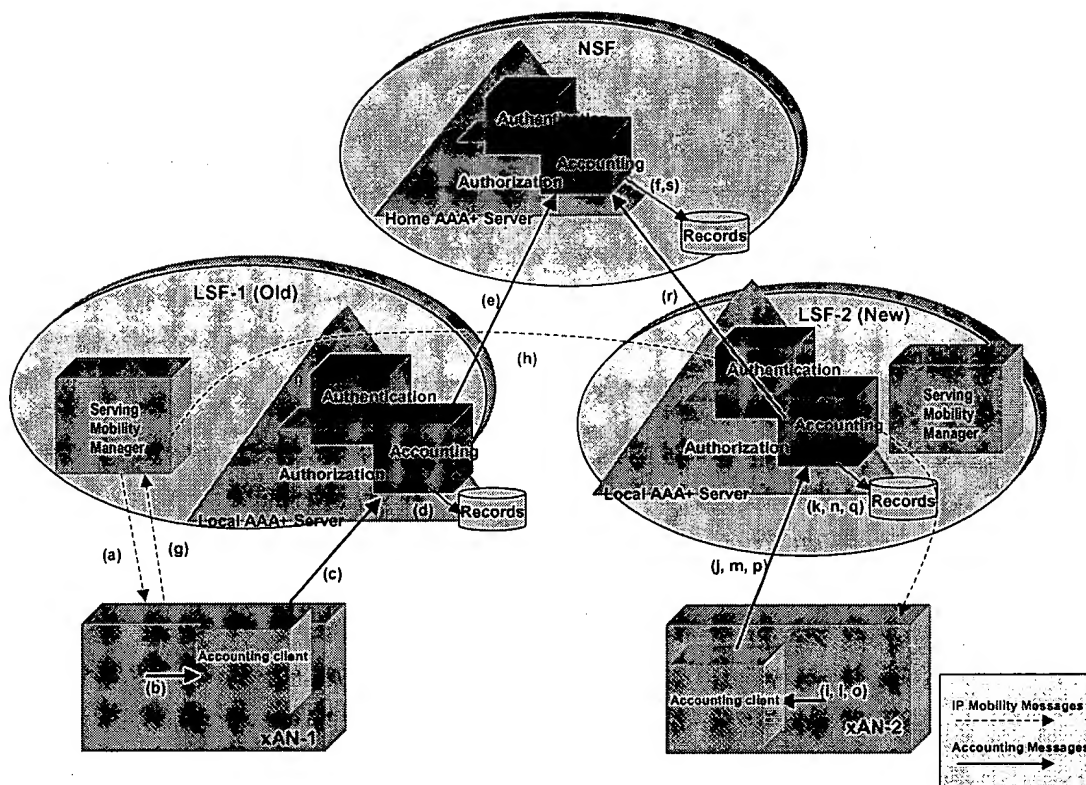 NSF
Authentic
Accounting
Authorization
(f,s)
Home AAA+ Server
Records
LSF-1 (Old)
(e)
(r)
LSF-2 (New)
(h)
Serving
Mobility
Manager
Authentication
Accounting
Authorization
Local AAA+ Server
(d)
Records
Authentication
Accounting
Authorization
Local AAA+ Server
Serving
Mobility
Manager
Records
(k, n, q)
(a)
(g)
(c)
(j, m, p)
Accounting client
(b)
xAN-1
Accounting client
(i, l, o)
xAN-2
IP Mobility Messages
Accounting Messages